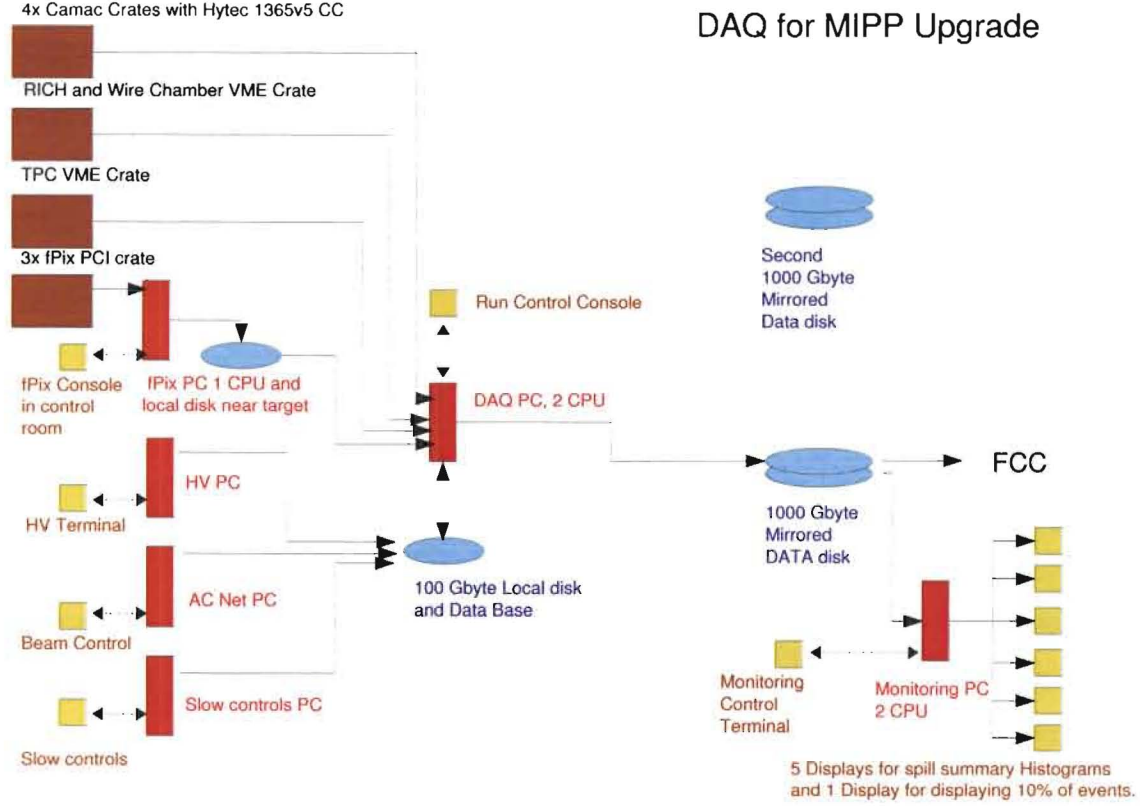 4x Camac Crates with Hytec 1365v5 CC
DAQ for MIPP Upgrade
RICH and Wire Chamber VME Crate
TPC VME Crate
3x fPix PCI crate
Second
1000 Gbyte
Mirrored
Data disk
Run Control Console
fPix Console
in control
room
fPix PC 1 CPU and
local disk near target
DAQ PC, 2 CPU
HV PC
HV Terminal
FCC
1000 Gbyte
Mirrored
DATA disk
100 Gbyte Local disk
and Data Base
AC Net PC
Beam Control
Slow controls PC
Slow controls
Monitoring
Control
Terminal
Monitoring PC
2 CPU
5 Displays for spill summary Histograms
and 1 Display for displaying 10% of events.